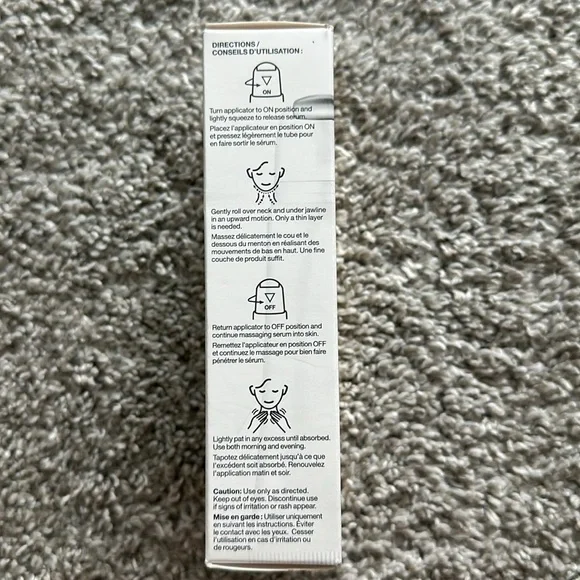 DIRECTIONS /
CONSEILS D'UTILISATION :
ON
Turn applicator to ON position and
lightly squeeze to release serum.
Placez l'applicateur en position ON
et pressez légèrement le tube pour
en faire sortir le sérum.
Gently roll over neck and under jawline
in an upward motion. Only a thin layer
is needed.
Massez délicatement le cou et le
dessous du menton en réalisant des
mouvements de bas en haut. Une fine
couche de produit suffit.
OFF
Return applicator to OFF position and
continue massaging serum into skin.
Remettez l'applicateur en position OFF
et continuez le massage pour bien faire
pénétrer le sérum.
Lightly pat in any excess until absorbed.
Use both morning and evening.
Tapotez délicatement jusqu'à ce que
l'excédent soit absorbé. Renouvelez
l'application matin et soir.
Caution: Use only as directed.
Keep out of eyes. Discontinue use
if signs of irritation or rash appear.
Mise en garde : Utiliser uniquement
en suivant les instructions. Éviter
le contact avec les yeux. Cesser
l'utilisation en cas d'irritation ou
de rougeurs.